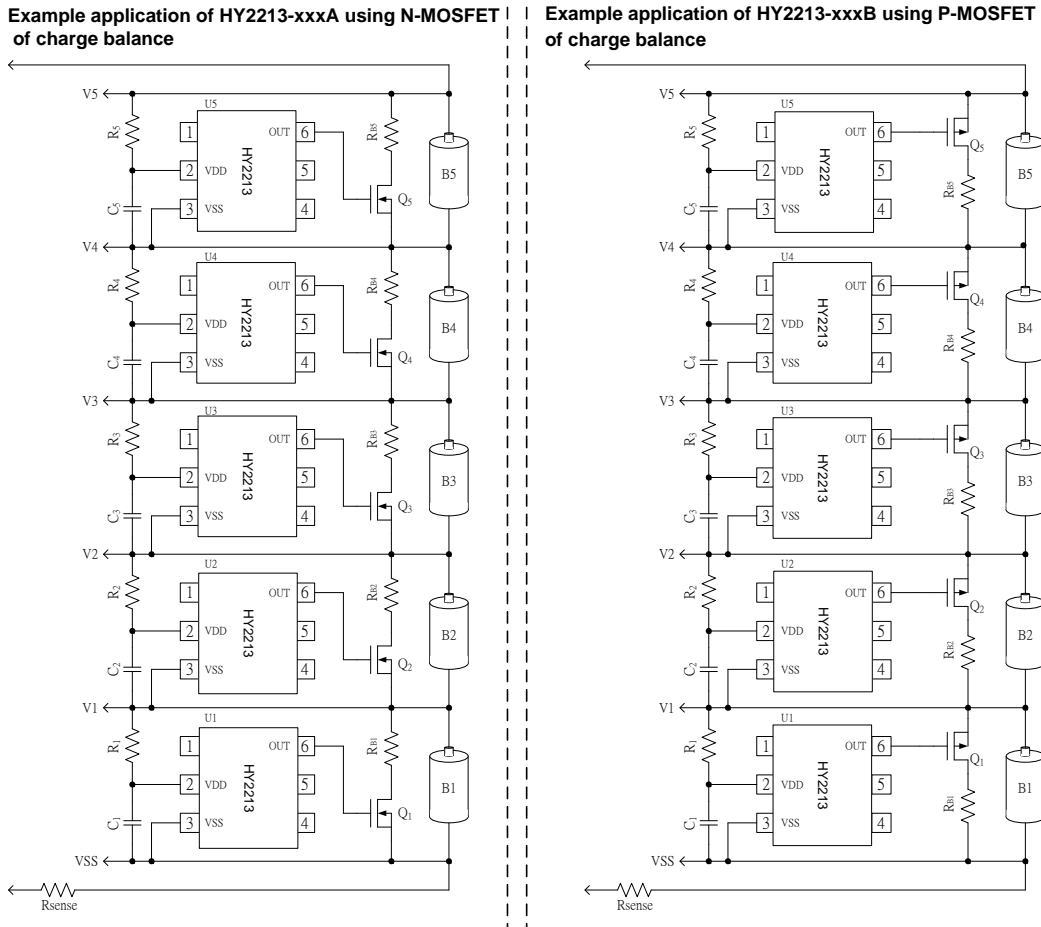 Example application of HY2213-xxxA using N-MOSFET
of charge balance
V5
R5
C5
U5
1
2
3
VDD
VSS
HY2213
OUT
6
5
4
RB5
Q5
B5
V4
R4
C4
U4
1
2
3
VDD
VSS
HY2213
OUT
6
5
4
RB4
Q4
B4
V3
R3
C3
U3
1
2
3
VDD
VSS
HY2213
OUT
6
5
4
RB3
Q3
B3
V2
R2
C2
U2
1
2
3
VDD
VSS
HY2213
OUT
6
5
4
RB2
Q2
B2
V1
R1
C1
U1
1
2
3
VDD
VSS
HY2213
OUT
6
5
4
RB1
Q1
B1
VSS
Rsense
Example application of HY2213-xxxB using P-MOSFET
of charge balance
V5
R5
C5
U5
1
2
3
VDD
VSS
HY2213
OUT
6
5
4
Q5
RB5
B5
V4
R4
C4
U4
1
2
3
VDD
VSS
HY2213
OUT
6
5
4
Q4
RB4
B4
V3
R3
C3
U3
1
2
3
VDD
VSS
HY2213
OUT
6
5
4
Q3
RB3
B3
V2
R2
C2
U2
1
2
3
VDD
VSS
HY2213
OUT
6
5
4
Q2
RB2
B2
V1
R1
C1
U1
1
2
3
VDD
VSS
HY2213
OUT
6
5
4
Q1
RB1
B1
VSS
Rsense